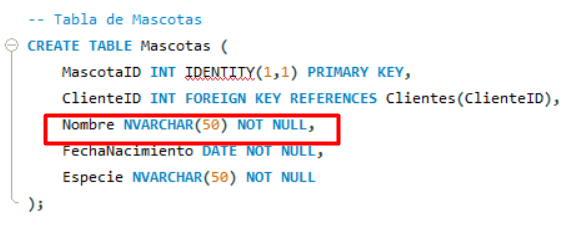 -- Tabla de Mascotas
CREATE TABLE Mascotas (
MascotaID INT IDENTITY(1,1) PRIMARY KEY,
ClienteID INT FOREIGN KEY REFERENCES Clientes(ClienteID),
Nombre NVARCHAR(50) NOT NULL,
FechaNacimiento DATE NOT NULL,
Especie NVARCHAR(50) NOT NULL
);